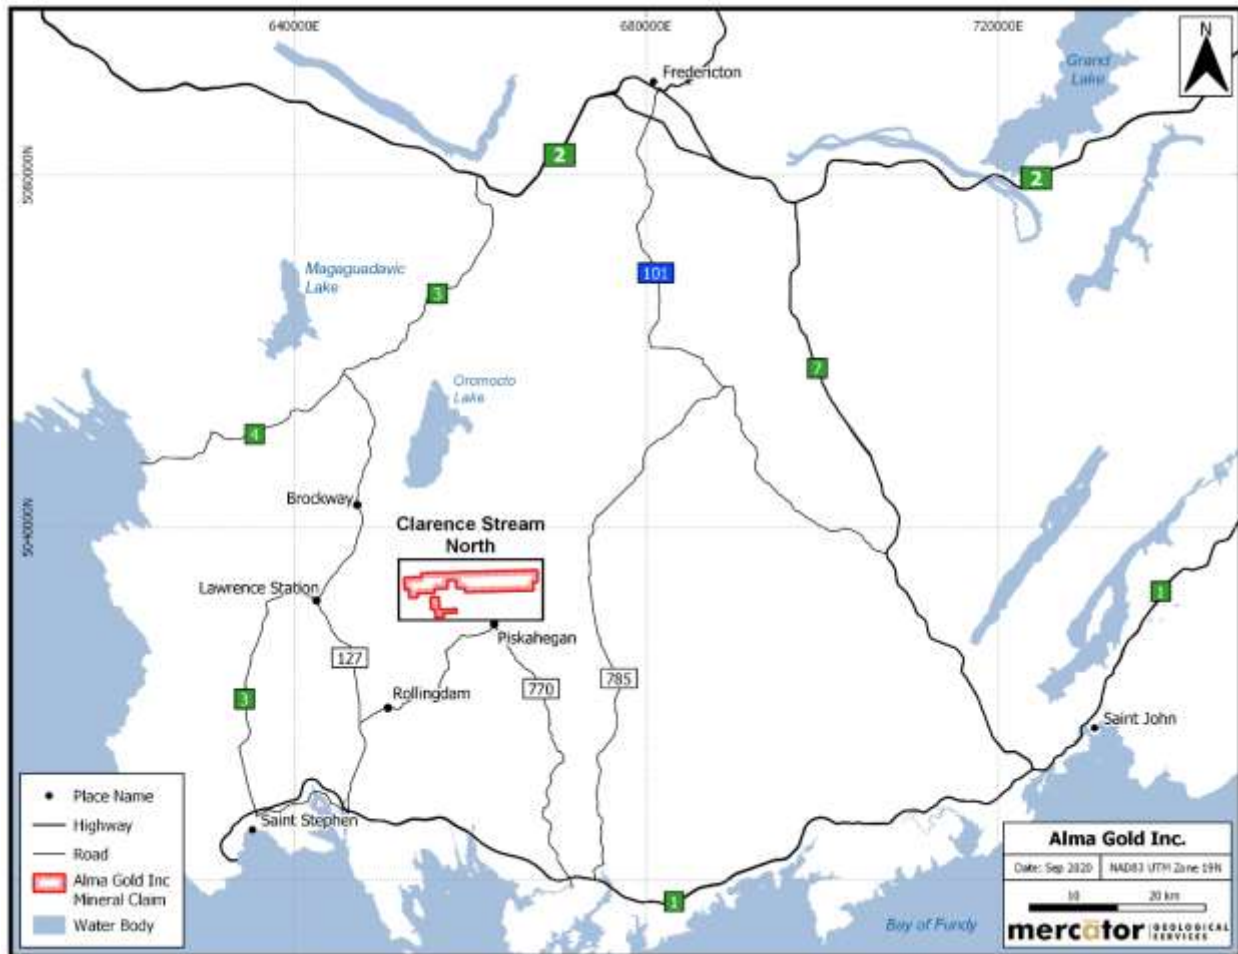 640000E
680000E
720000E
N
Fredericton
Grand
Lake
2
2
5080000N
Magaguadavic
Lake
101
3
7
Oromocto
Lake
4
Brockway
5040000N
Clarence Stream
North
Lawrence Station
1
Piskahegan
127
770
785
3
Rollingdam
Saint John
Place Name
Highway
Road
Alma Gold Inc
Mineral Claim
Water Body
Saint Stephen
1
Bay of Fundy
Alma Gold Inc.
Date: Sep 2020
NAD83 UTM Zone 19N
10
20 km
mercator
GEOLOGICAL
SERVICES